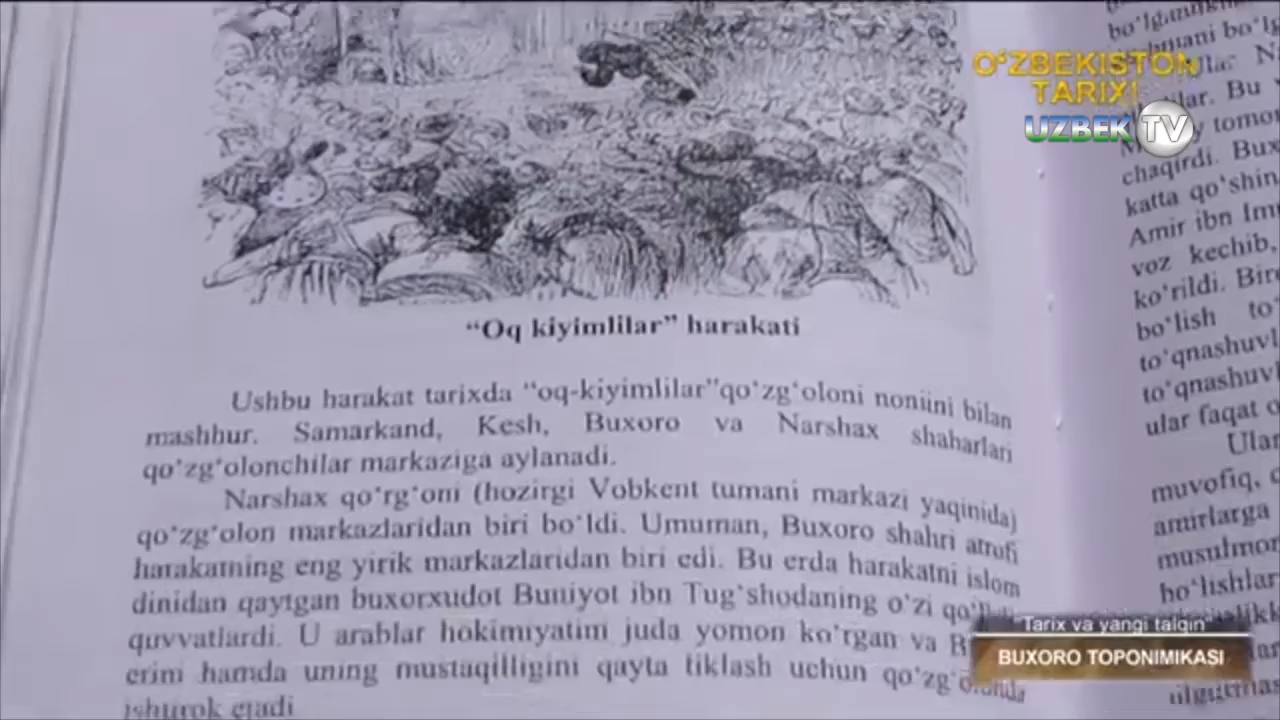 O‘ZBEKISTON
TARIXI
UZBEK TV
“Oq kiyimlilar” harakati
Ushbu harakat tarixda “oq-kiyimlilar”qo‘zg‘oloni noniini bilan
mashhur. Samarkand, Kesh, Buxoro va Narshax shaharlari
qo‘zg‘olonchilar markaziga aylanadi.
Narshax qo‘rg‘oni (hozirgi Vobkent tumani markazi yaqinida)
qo‘zg‘olon markazlaridan biri bo‘ldi. Umuman, Buxoro shahri atrofi
harakatning eng yirik markazlaridan biri edi. Bu erda harakatni islom
dinidan qaytgan buxorxudot Buniyot ibn Tug‘shodaning o‘zi
quvvatlardi. U arablar hokimiyatini juda yomon ko‘rgan va
erini hamda uning mustaqilligini qayta tiklash uchun
ishtirok etadi
Bu
tomon
chaqirdi. Bux
katta qo‘shin
Amir ibn Im
voz kechib,
ko‘rildi. Bir
bo‘lish to‘
to‘qnashuvl
to‘qnashuvl
ular faqat
Ular
muvofiq,
amirlarga
musulmon
bo‘lishlar
"Tarix va yangi talqin"
BUXORO TOPONIMIKASI